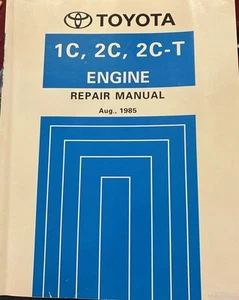 TOYOTA
1C, 2C, 2C-T
ENGINE
REPAIR MANUAL
Aug., 1985